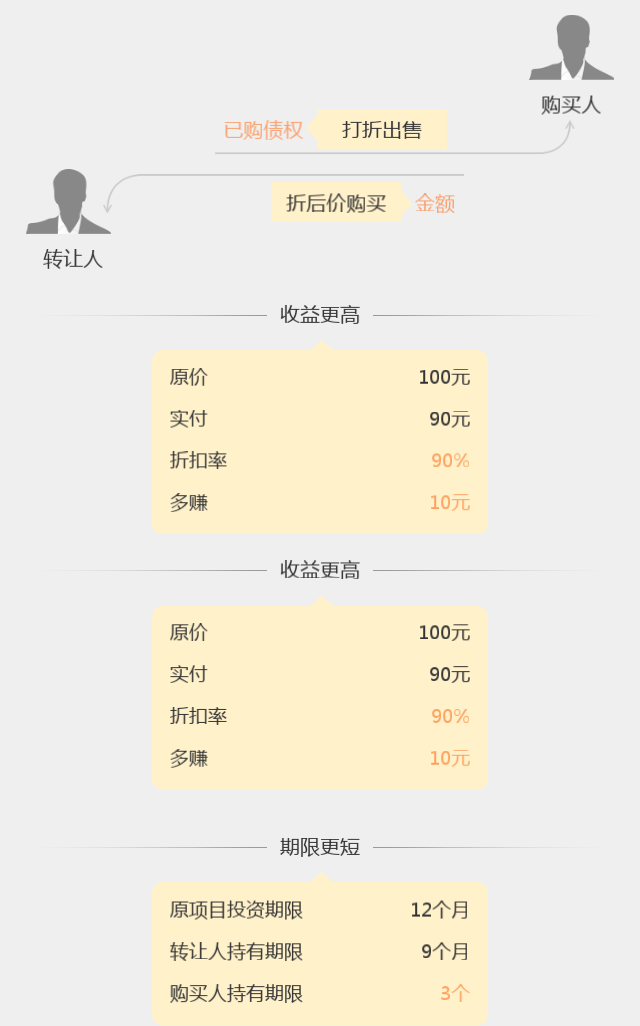 购买人
已购债权 打折出售
折后价购买 金额
转让人
收益更高
原价 100元
实付 90元
折扣率 90%
多赚 10元
收益更高
原价 100元
实付 90元
折扣率 90%
多赚 10元
期限更短
原项目投资期限 12个月
转让人持有期限 9个月
购买人持有期限 3个